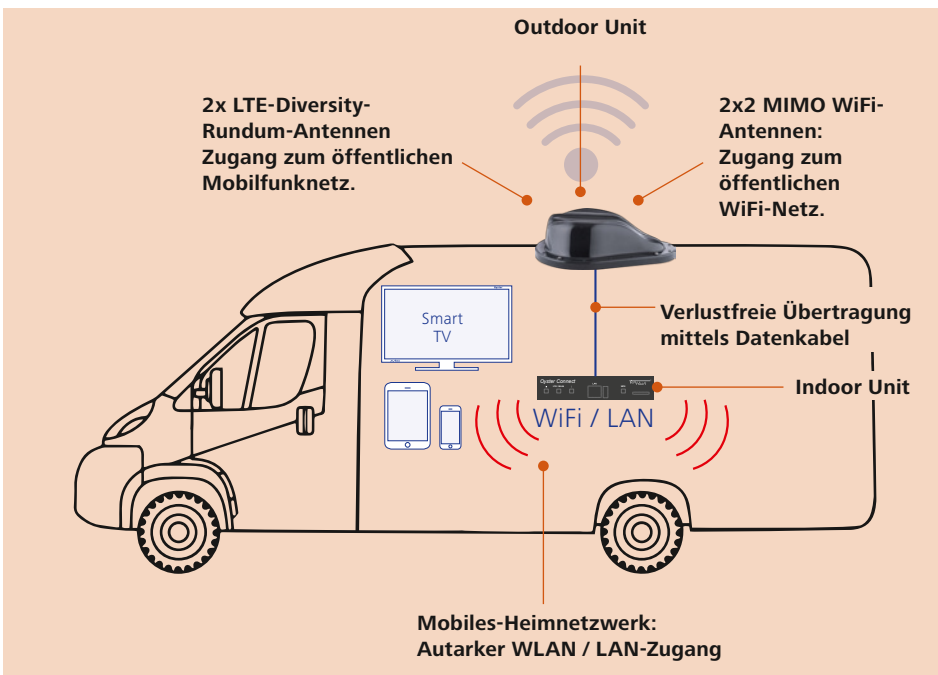 Outdoor Unit
2x LTE-Diversity-
Rundum-Antennen
Zugang zum öffentlichen
Mobilfunknetz.
2x2 MIMO WiFi-
Antennen:
Zugang zum
öffentlichen
WiFi-Netz.
Smart
TV
Verlustfreie Übertragung
mittels Datenkabel
Oyster Connect
Indoor Unit
WiFi / LAN
Mobiles-Heimnetzwerk:
Autarker WLAN / LAN-Zugang